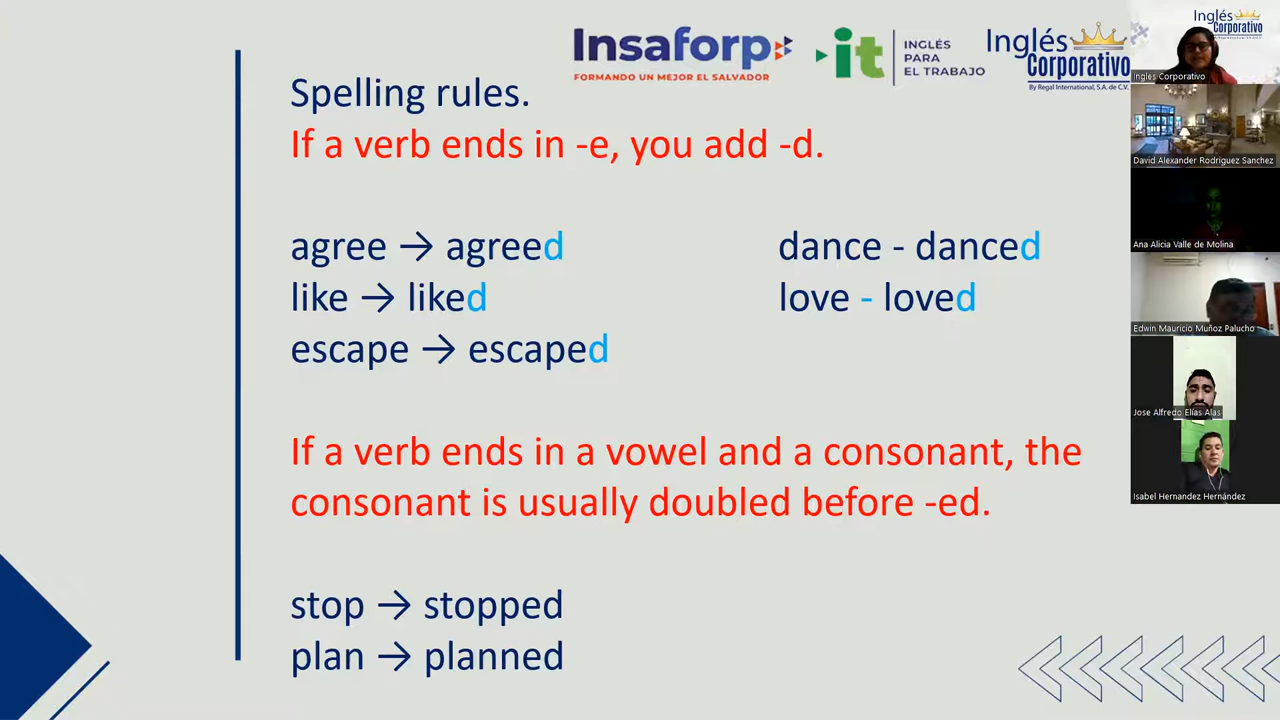 Insaforp
FORMANDO UN MEJOR EL SALVADOR
it
INGLÉS
PARA
EL TRABAJO
Inglés
Corporativo
By Regal International, S.A. de C.V.
Spelling rules.
If a verb ends in -e, you add -d.
agree → agreed
dance - danced
like → liked
love - loved
escape → escaped
If a verb ends in a vowel and a consonant, the
consonant is usually doubled before -ed.
stop → stopped
plan → planned
Inglés
Corporativo
Ingles Corporativo
David Alexander Rodriguez Sanchez
Ana Alicia Valle de Molina
Edwin Mauricio Muñoz Palucho
Jose Alfredo Elías Alas
Isabel Hernandez Hernández